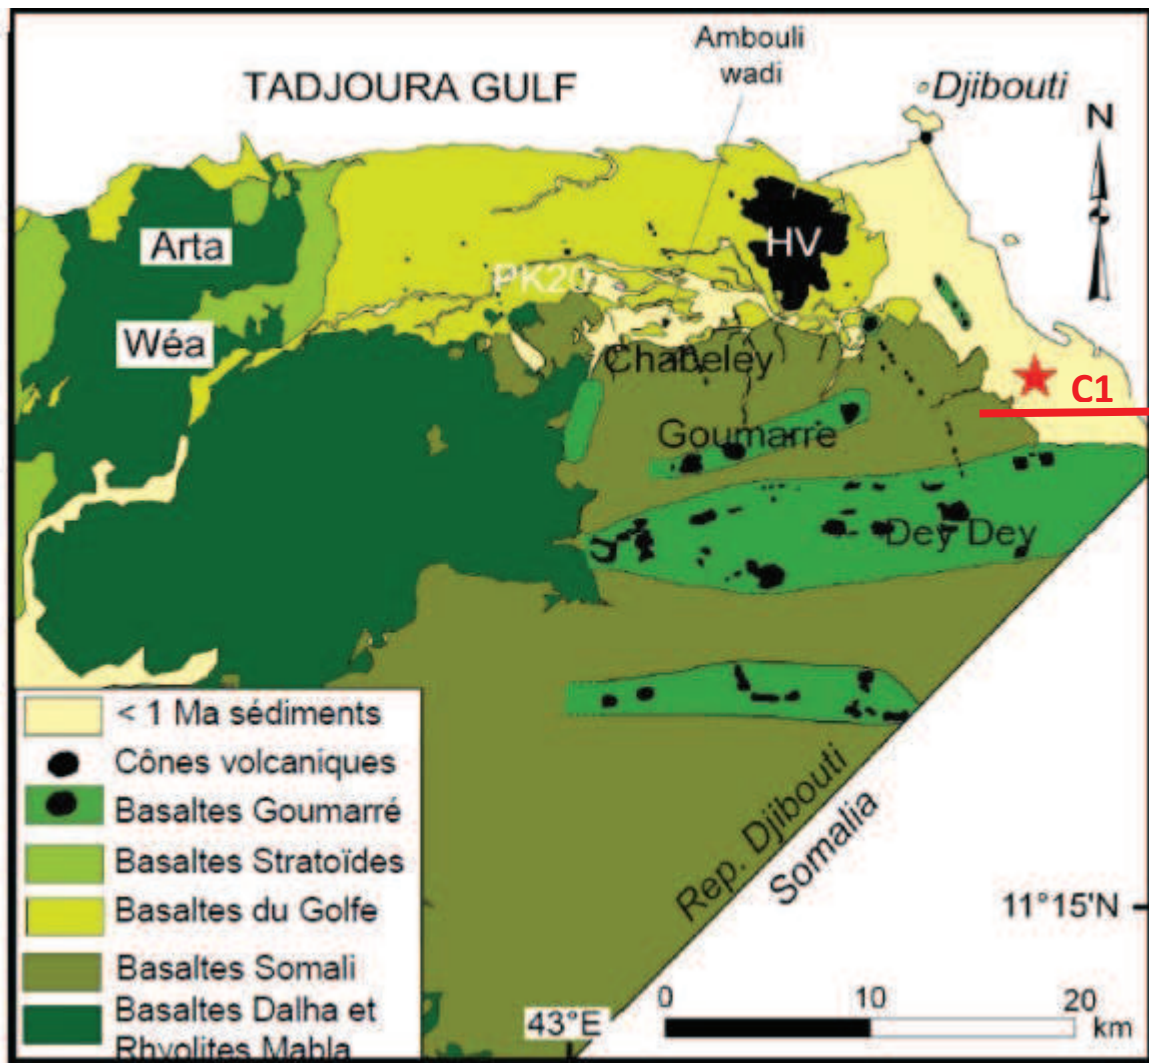 Ambouli
wadi
TADJOURA GULF
Djibouti
N
Arta
HV
PK20
Wéa
Chabeley
C1
Goumarre
Dey Dey
< 1 Ma sédiments
Cônes volcaniques
Basaltes Goumarré
Basaltes Stratoïdes
Basaltes du Golfe
Basaltes Somali
Basaltes Dalha et
Rhyolites Mabla
Rep. Djibouti
Somalia
11°15'N
43°E
0 10 20
km